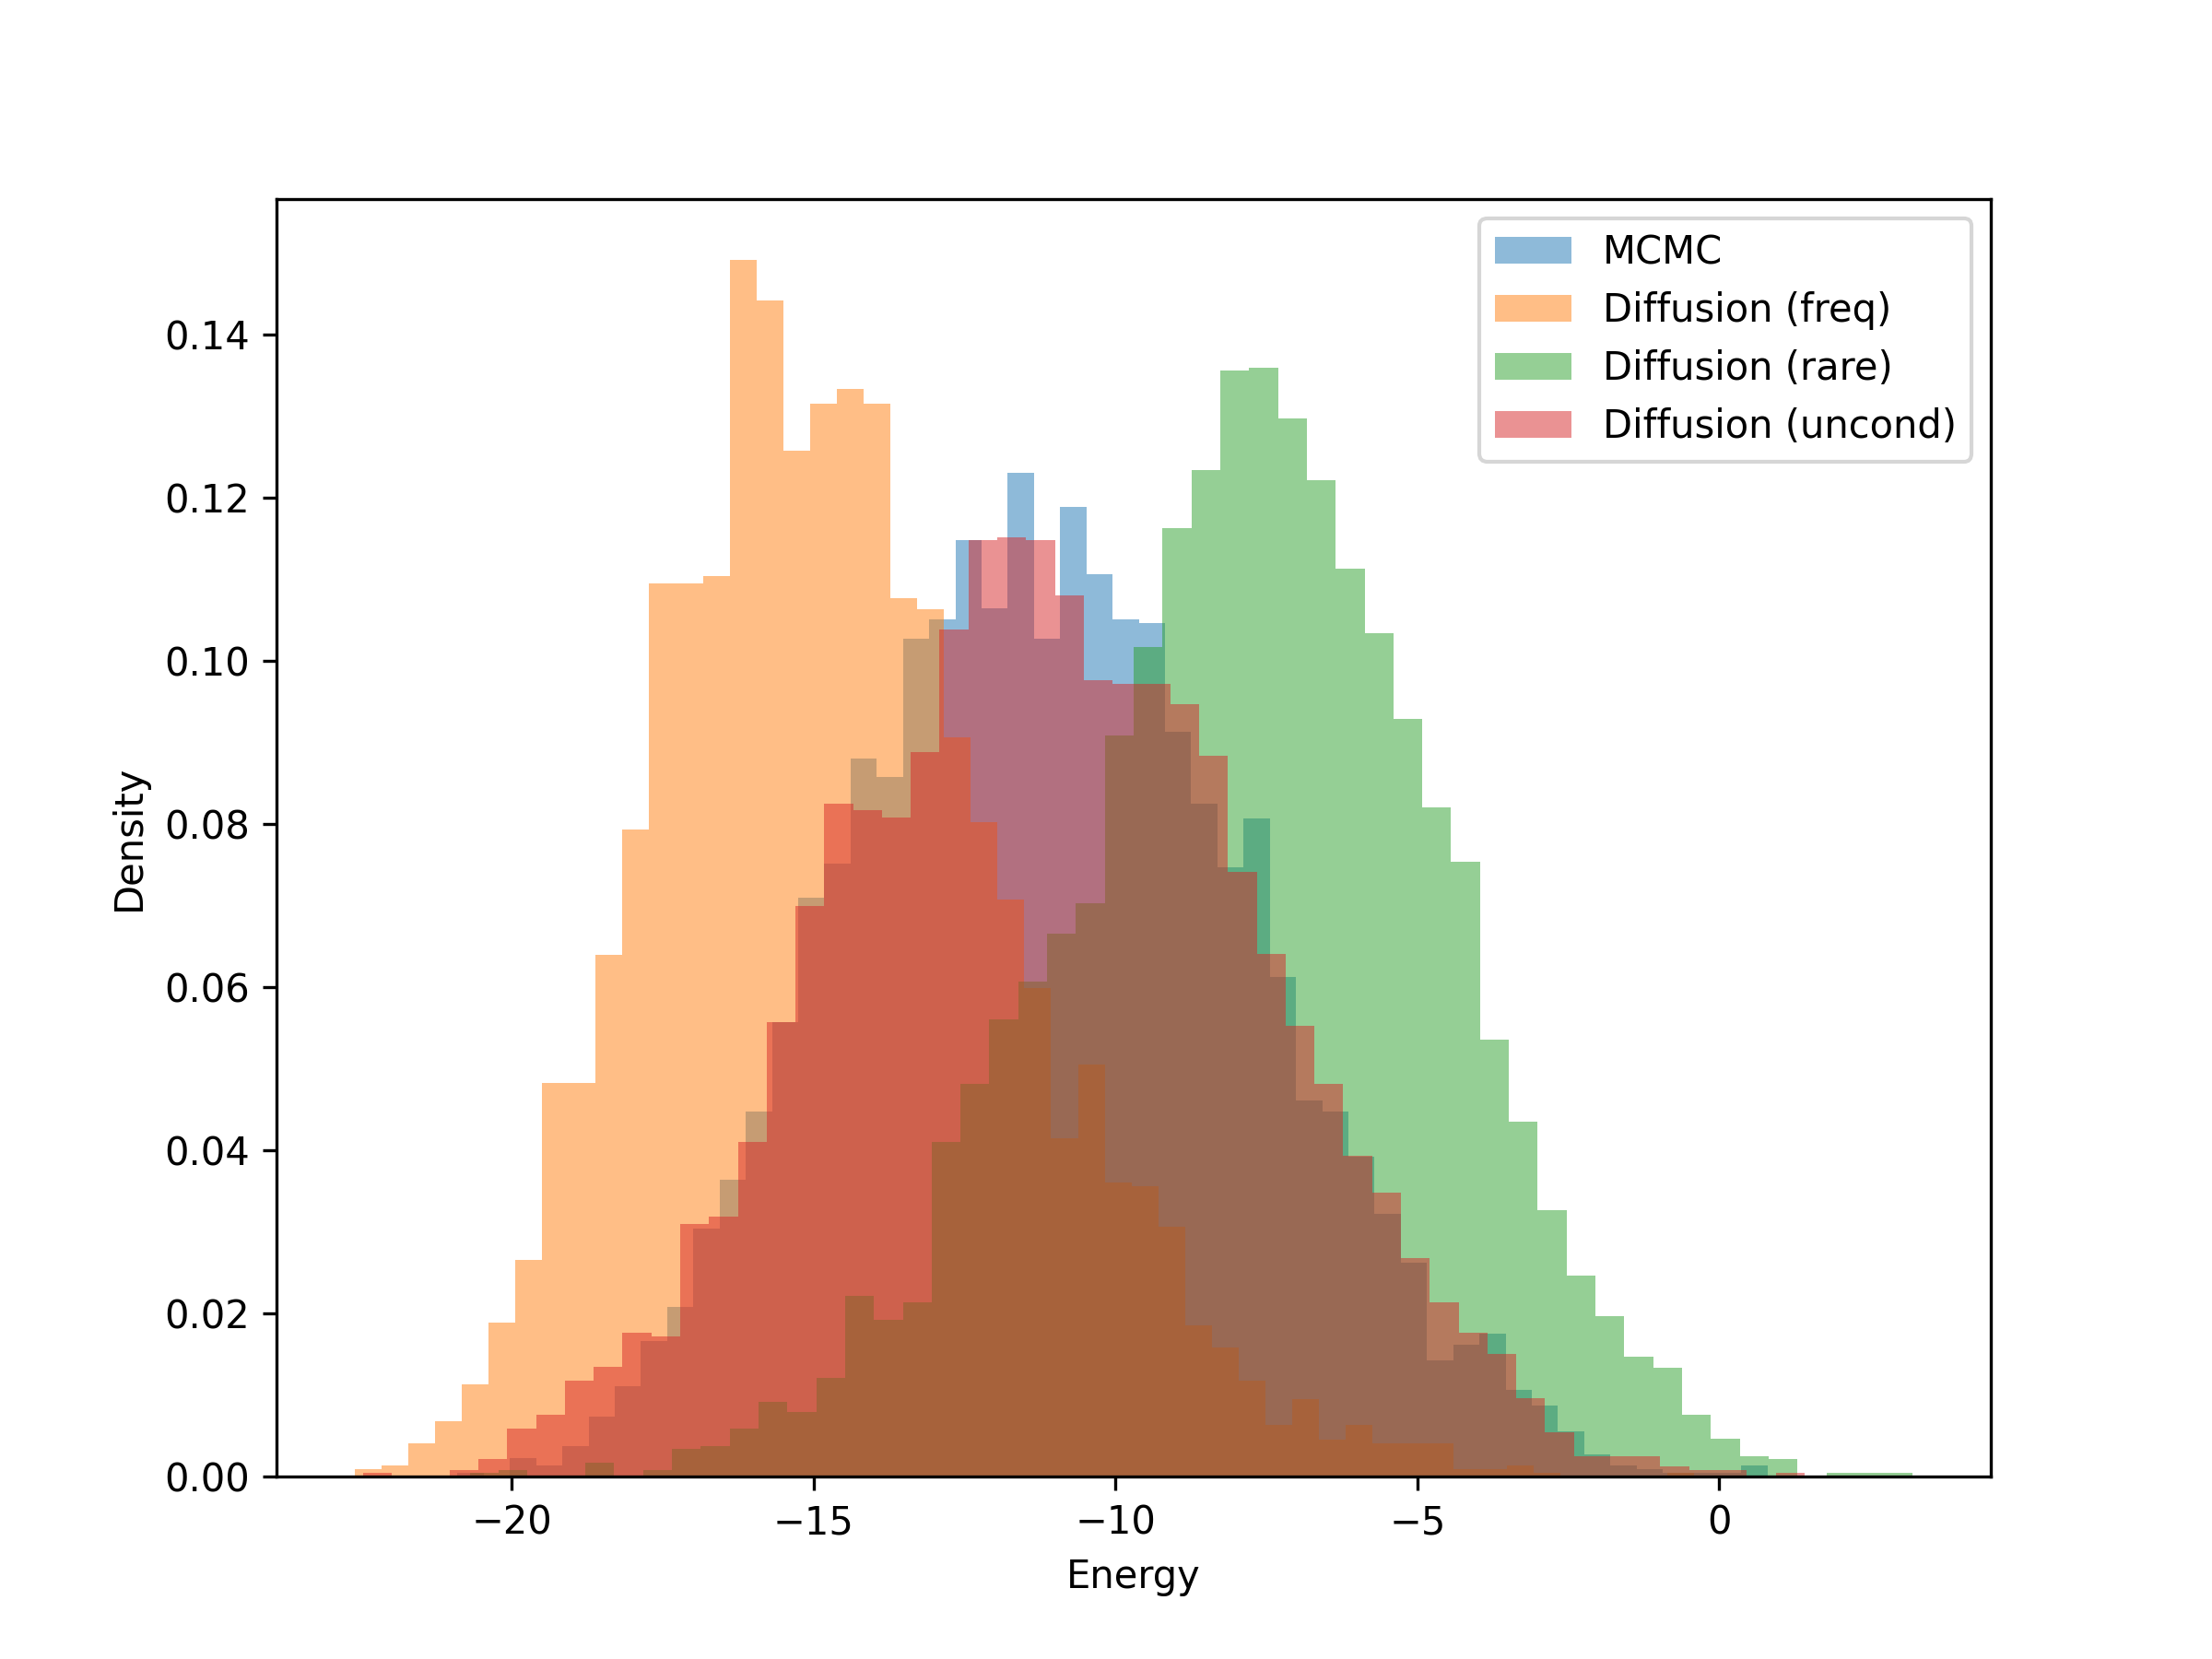 MCMC
Diffusion (freq)
Diffusion (rare)
Diffusion (uncond)
0.14
0.12
0.10
0.08
0.06
0.04
0.02
0.00
Density
−20 −15 −10 −5 0
Energy